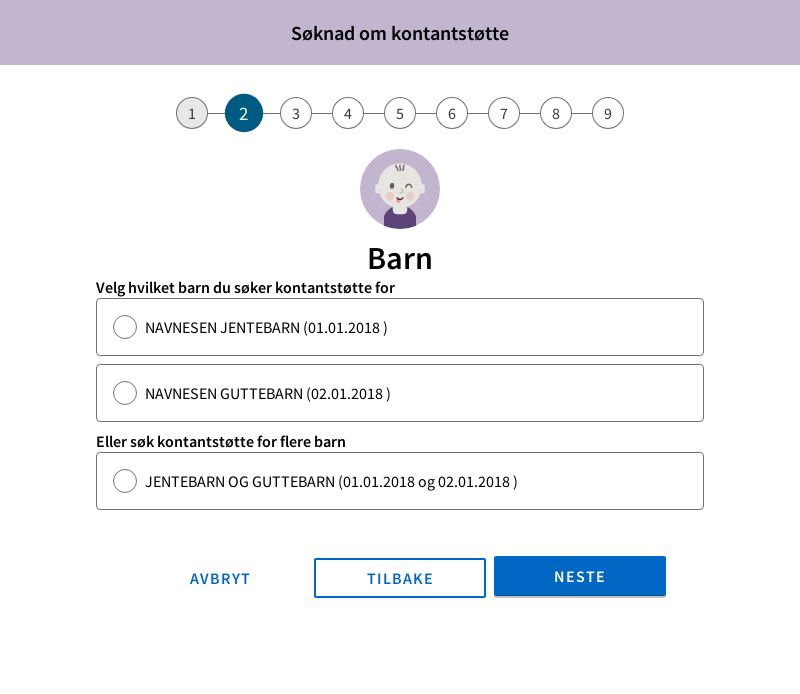 Søknad om kontantstøtte
1 2 3 4 5 6 7 8 9
Barn
Velg hvilket barn du søker kontantstøtte for
NAVNESEN JENTEBARN (01.01.2018 )
NAVNESEN GUTTEBARN (02.01.2018 )
Eller søk kontantstøtte for flere barn
JENTEBARN OG GUTTEBARN (01.01.2018 og 02.01.2018 )
AVBRYT TILBAKE NESTE